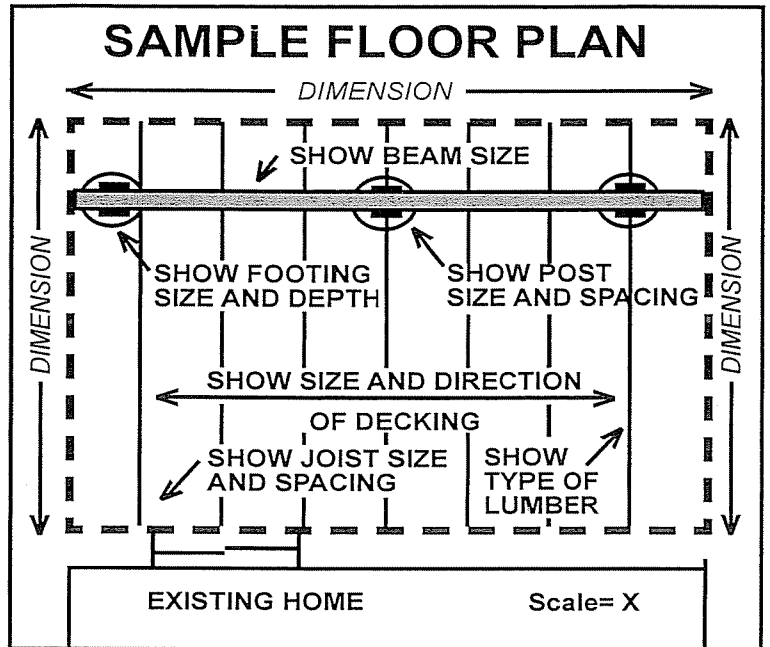 SAMPLE FLOOR PLAN
DIMENSION
SHOW BEAM SIZE
DIMENSION
SHOW FOOTING
SIZE AND DEPTH
SHOW POST
SIZE AND SPACING
DIMENSION
SHOW SIZE AND DIRECTION
OF DECKING
SHOW JOIST SIZE
AND SPACING
SHOW
TYPE OF
LUMBER
EXISTING HOME
Scale= X